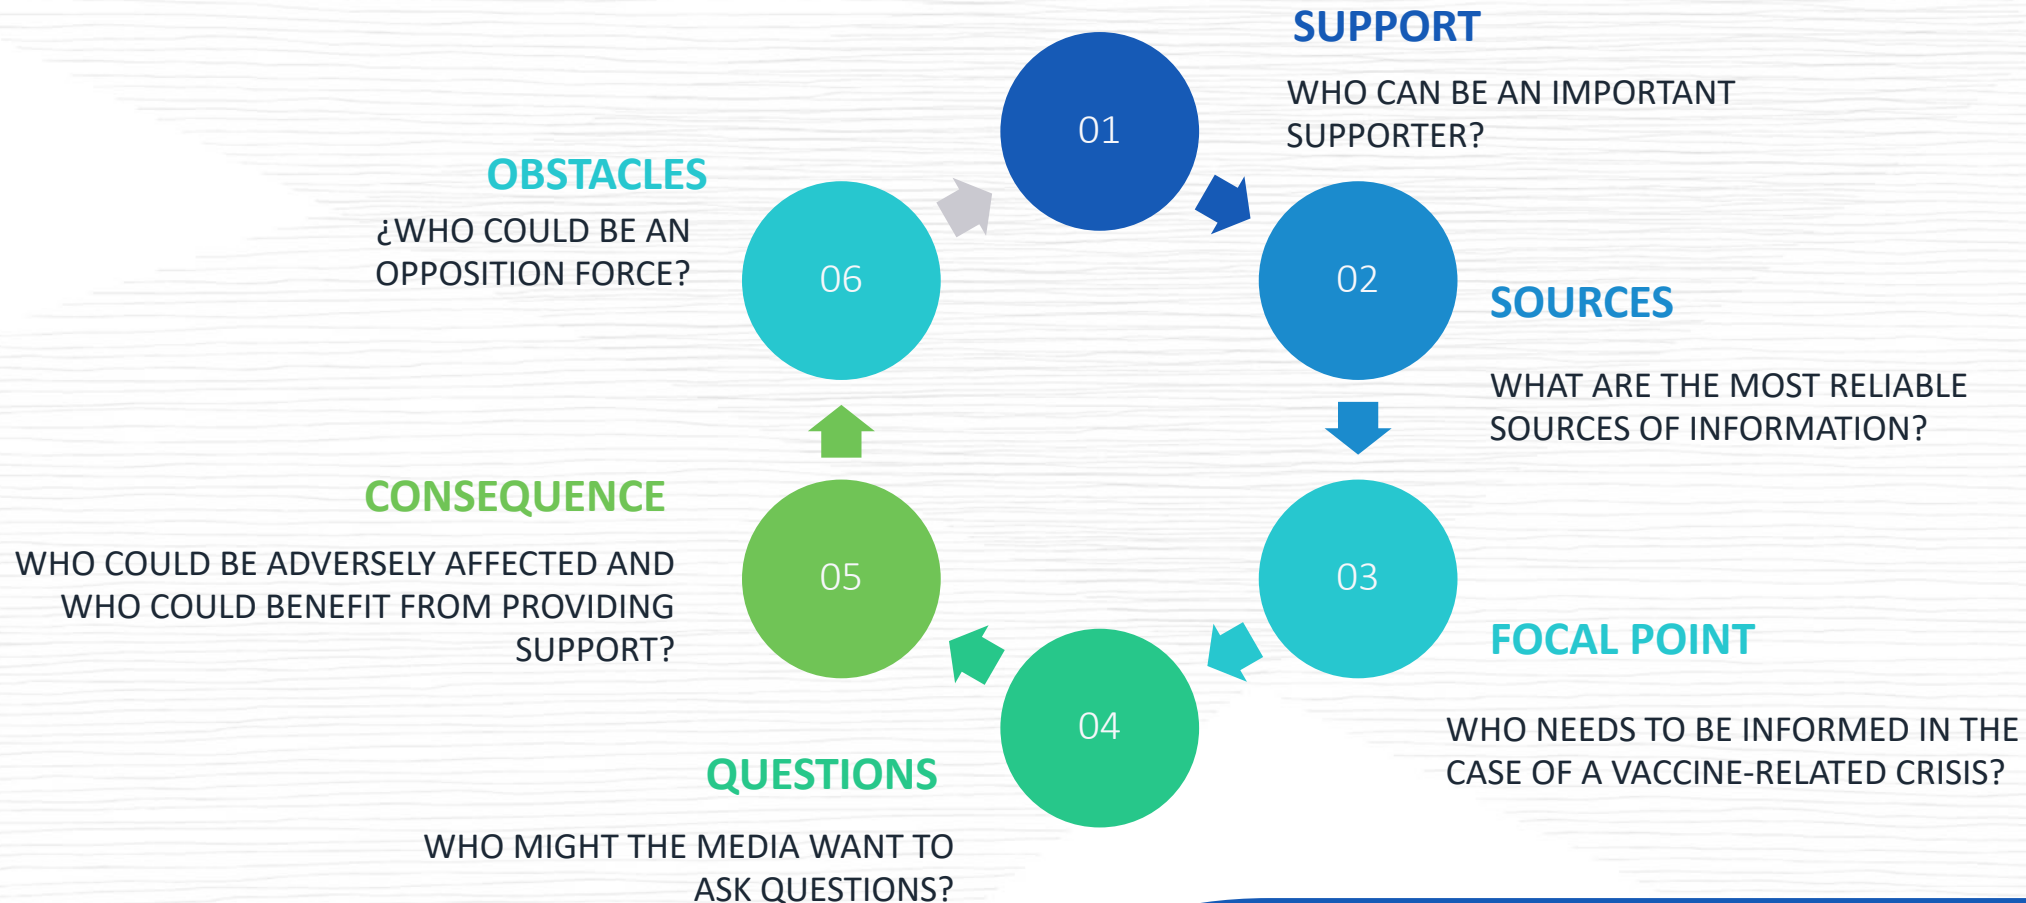 01
SUPPORT
WHO CAN BE AN IMPORTANT
SUPPORTER?
02
SOURCES
WHAT ARE THE MOST RELIABLE
SOURCES OF INFORMATION?
03
FOCAL POINT
WHO NEEDS TO BE INFORMED IN THE
CASE OF A VACCINE-RELATED CRISIS?
04
QUESTIONS
WHO MIGHT THE MEDIA WANT TO
ASK QUESTIONS?
05
CONSEQUENCE
WHO COULD BE ADVERSELY AFFECTED AND
WHO COULD BENEFIT FROM PROVIDING
SUPPORT?
06
OBSTACLES
¿WHO COULD BE AN
OPPOSITION FORCE?